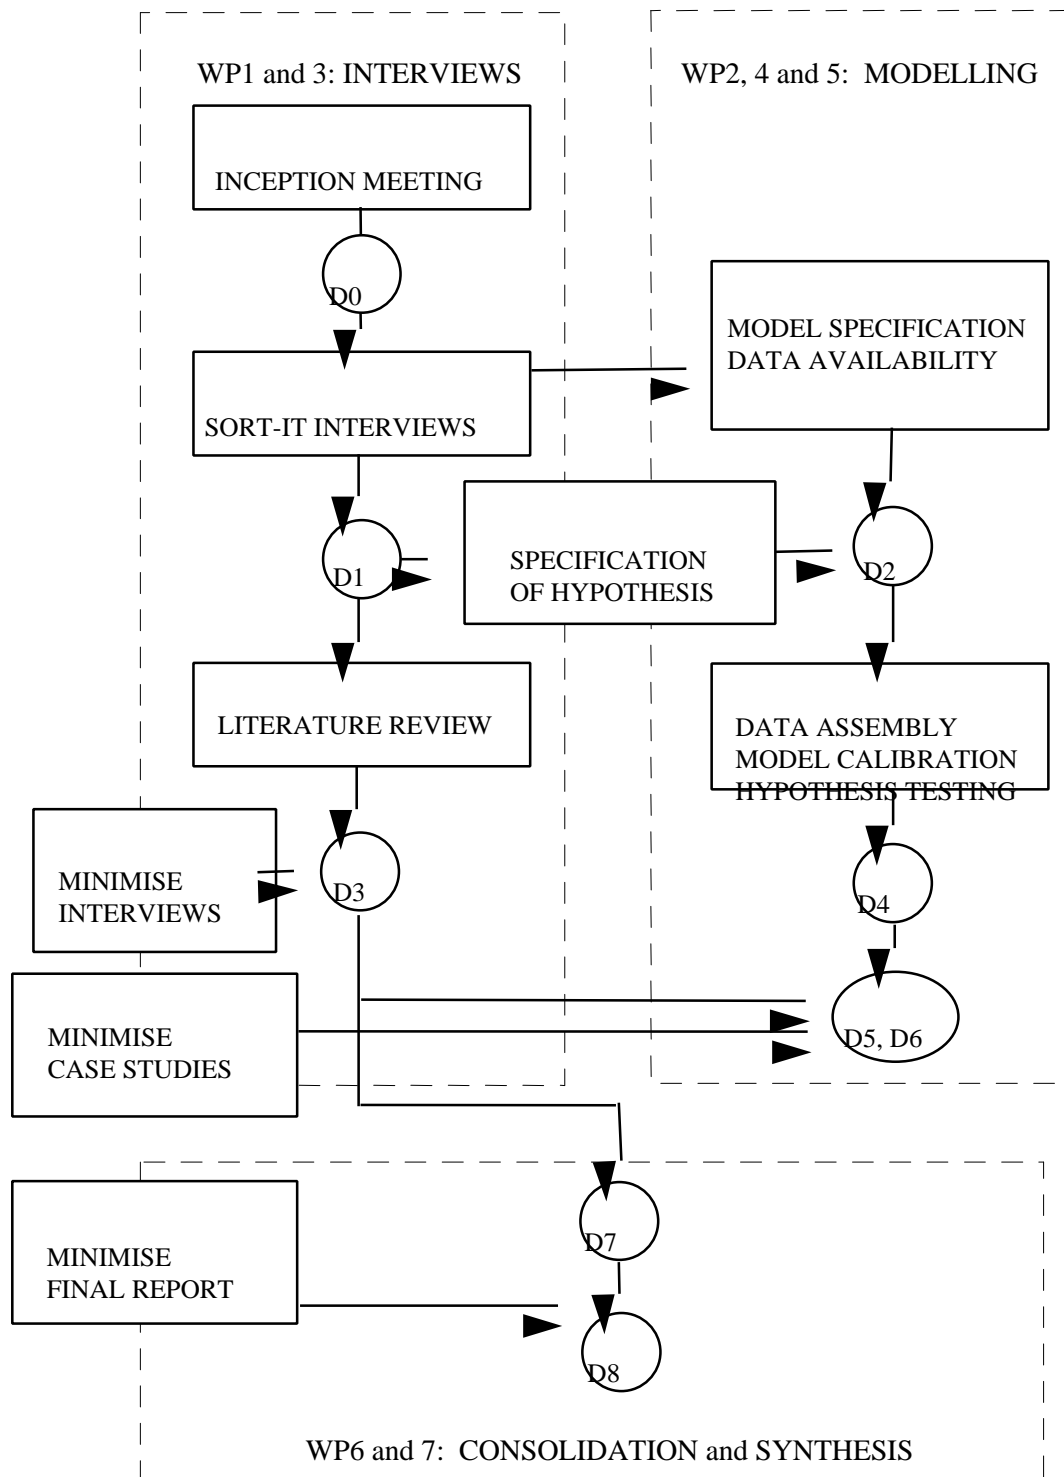 WP1 and 3: INTERVIEWS
WP2, 4 and 5:  MODELLING
INCEPTION MEETING
D0
MODEL SPECIFICATION
DATA AVAILABILITY
SORT-IT INTERVIEWS
SPECIFICATION
OF HYPOTHESIS
D1
D2
LITERATURE REVIEW
DATA ASSEMBLY
MODEL CALIBRATION
HYPOTHESIS TESTING
MINIMISE
INTERVIEWS
D3
D4
MINIMISE
CASE STUDIES
D5, D6
D7
MINIMISE
FINAL REPORT
D8
WP6 and 7:  CONSOLIDATION and SYNTHESIS